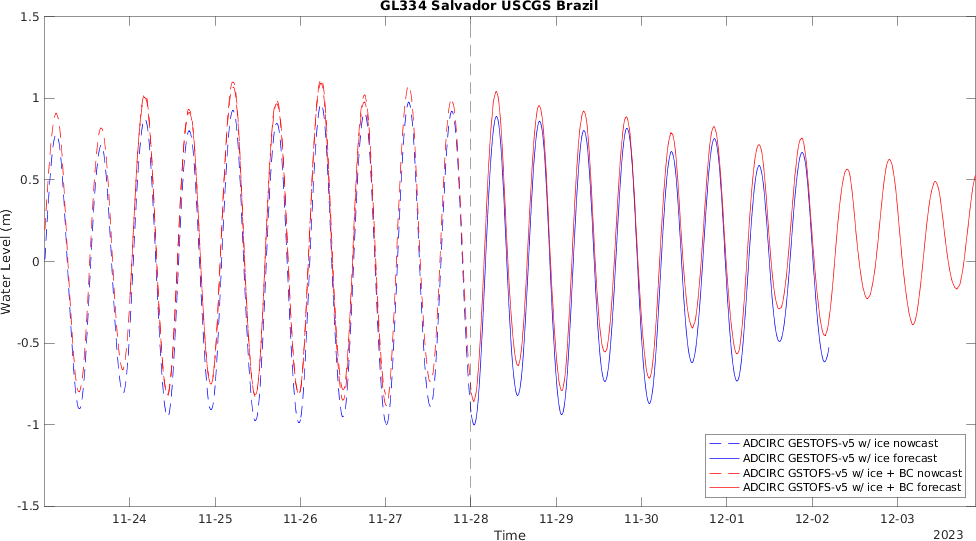 GL334 Salvador USCGS Brazil
1.5
1
0.5
0
-0.5
-1
-1.5
Water Level (m)
ADCIRC GESTOFS-v5 w/ ice nowcast
ADCIRC GESTOFS-v5 w/ ice forecast
ADCIRC GSTOFS-v5 w/ ice + BC nowcast
ADCIRC GSTOFS-v5 w/ ice + BC forecast
11-24 11-25 11-26 11-27 11-28 11-29 11-30 12-01 12-02 12-03
Time
2023